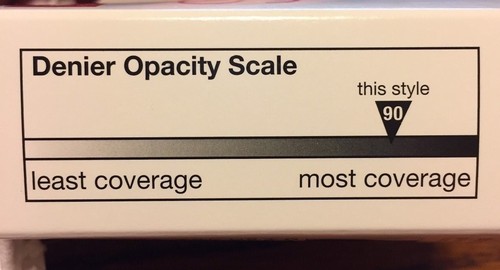 Denier Opacity Scale
this style
90
least coverage
most coverage